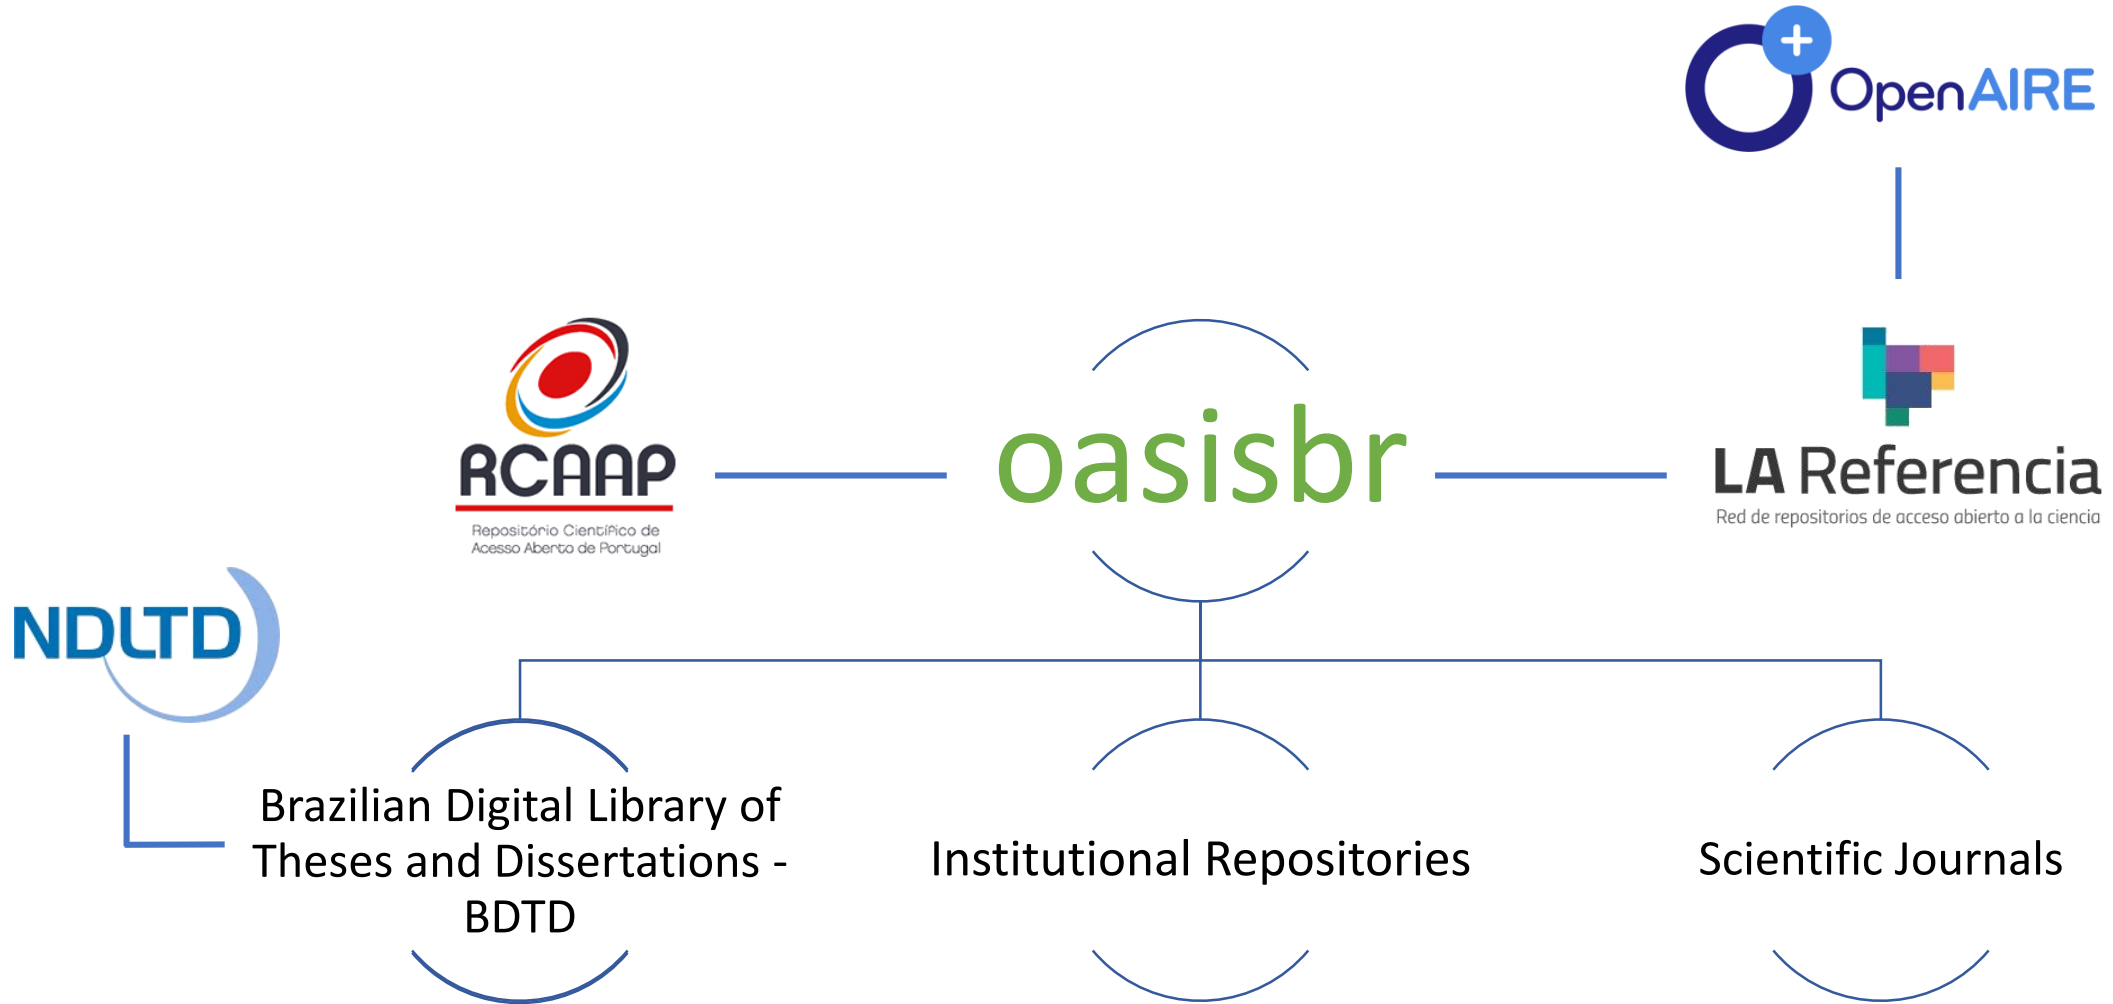 +
OpenAIRE
RCAAP
Repositório Científico de
Acesso Aberto de Portugal
oasisbr
LA Referencia
Red de repositorios de acceso abierto a la ciencia
NDLTD
Brazilian Digital Library of
Theses and Dissertations -
BDTD
Institutional Repositories
Scientific Journals